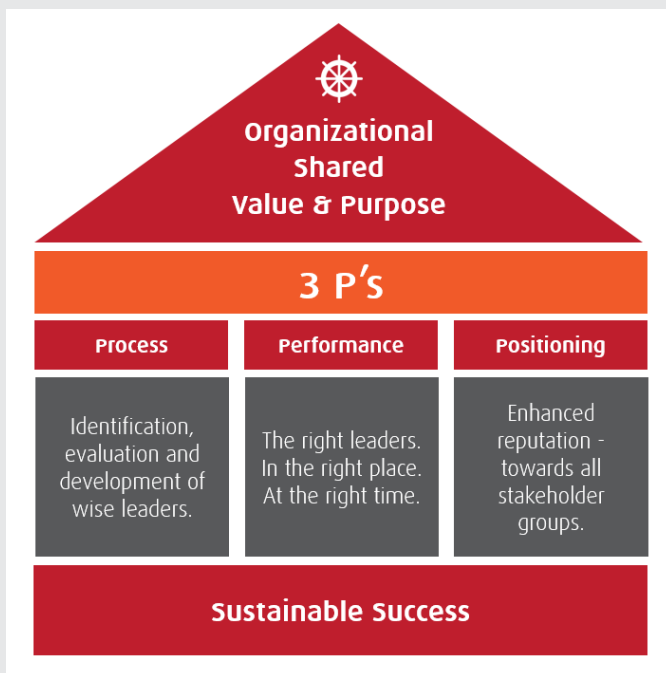 Organizational
Shared
Value & Purpose
3 P's
Process
Performance
Positioning
Identification,
evaluation and
development of
wise leaders.
The right leaders.
In the right place.
At the right time.
Enhanced
reputation -
towards all
stakeholder
groups.
Sustainable Success